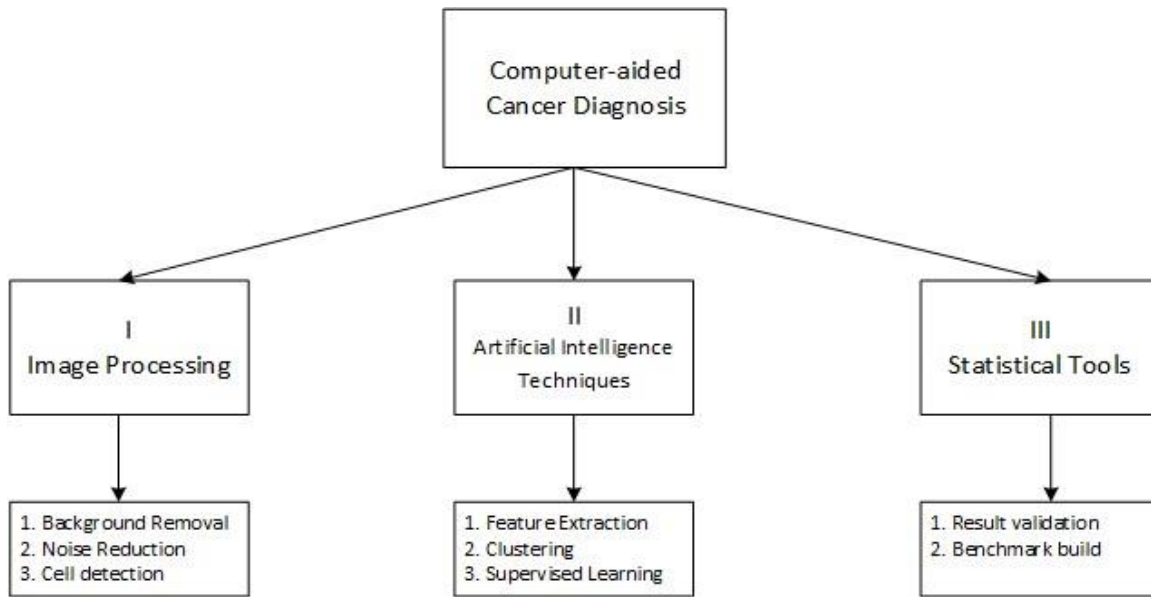 Computer-aided
Cancer Diagnosis
I
Image Processing
II
Artificial Intelligence
Techniques
III
Statistical Tools
1. Background Removal
2. Noise Reduction
3. Cell detection
1. Feature Extraction
2. Clustering
3. Supervised Learning
1. Result validation
2. Benchmark build